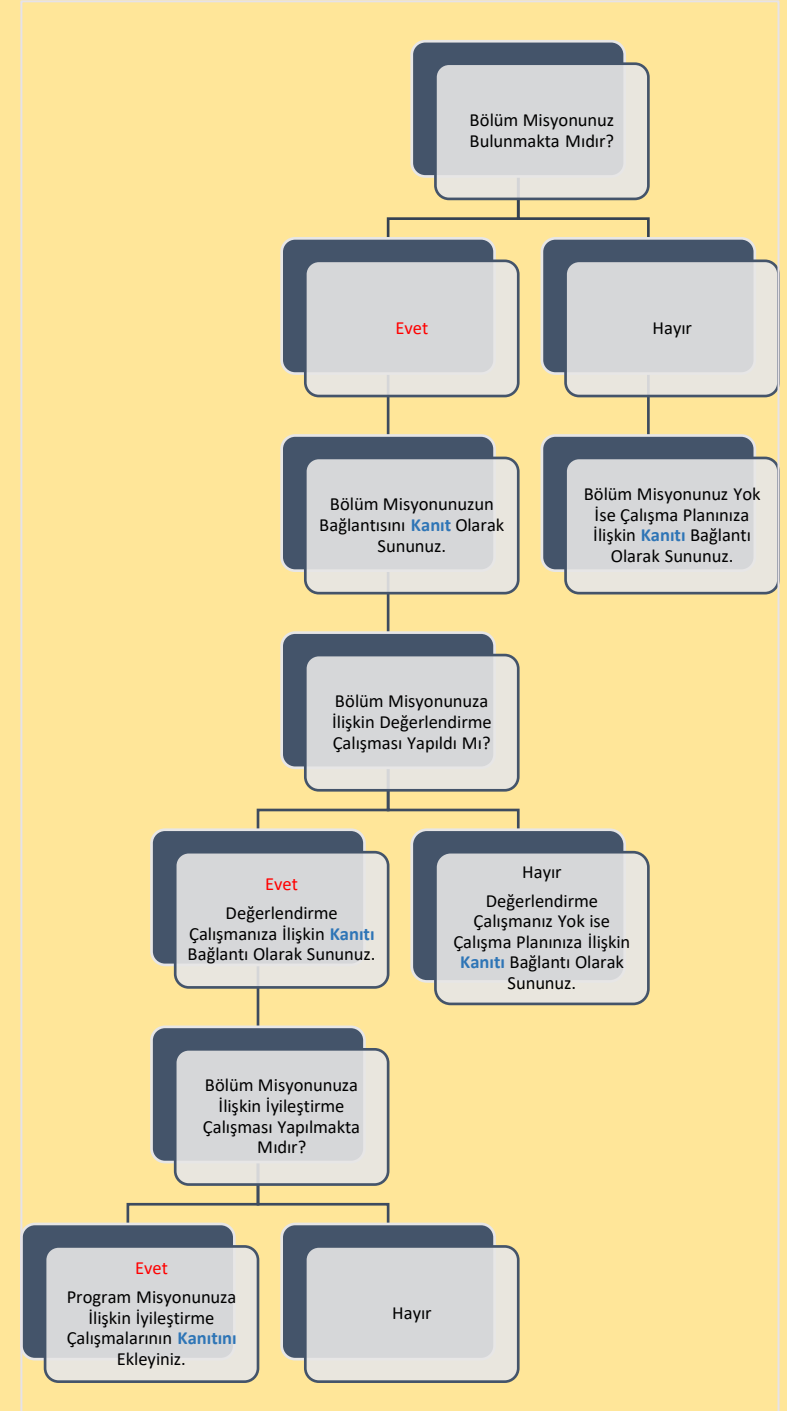 Bölüm Misyonunuz
Bulunmakta Mıdır?
Evet
Hayır
Bölüm Misyonunuzun
Bağlantısını Kanıt Olarak
Sununuz.
Bölüm Misyonunuz Yok
İse Çalışma Planınıza
İlişkin Kanıtı Bağlantı
Olarak Sununuz.
Bölüm Misyonunuza
İlişkin Değerlendirme
Çalışması Yapıldı Mı?
Evet
Değerlendirme
Çalışmanıza İlişkin Kanıtı
Bağlantı Olarak Sununuz.
Hayır
Değerlendirme
Çalışmanız Yok ise
Çalışma Planınıza İlişkin
Kanıtı Bağlantı Olarak
Sununuz.
Bölüm Misyonunuza
İlişkin İyileştirme
Çalışması Yapılmakta
Mıdır?
Evet
Program Misyonunuza
İlişkin İyileştirme
Çalışmalarının Kanıtını
Ekleyiniz.
Hayır